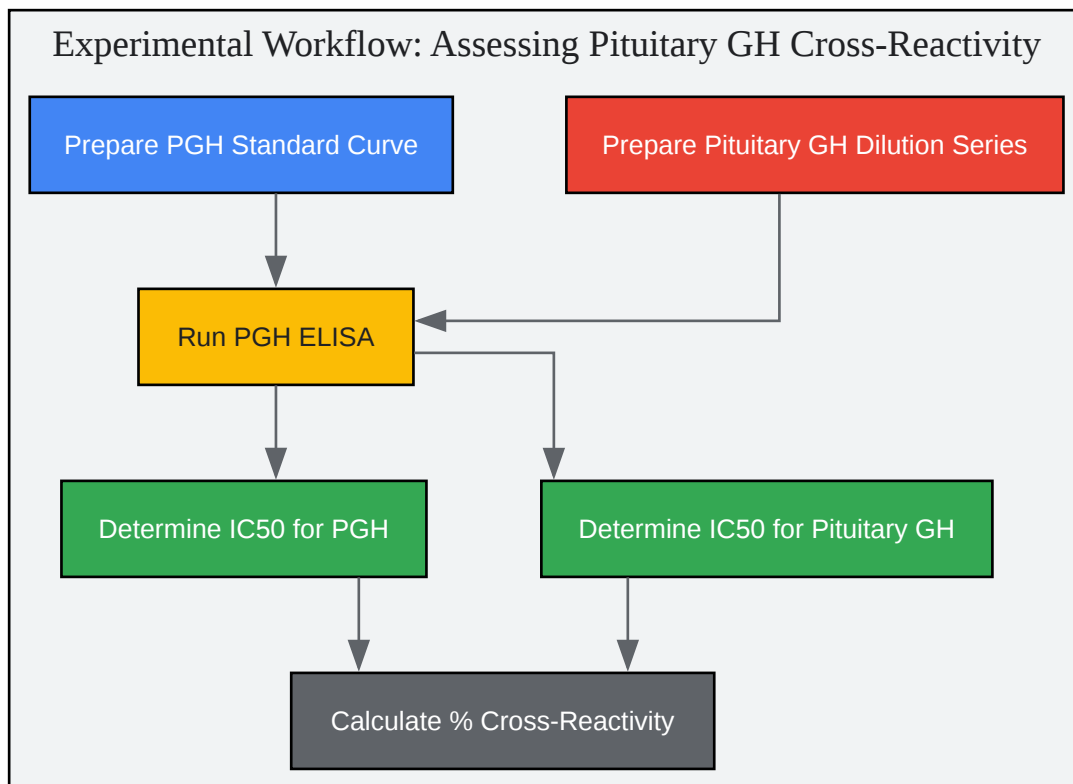 Experimental Workflow: Assessing Pituitary GH Cross-Reactivity
Prepare PGH Standard Curve
Prepare Pituitary GH Dilution Series
Run PGH ELISA
Determine IC50 for PGH
Determine IC50 for Pituitary GH
Calculate % Cross-Reactivity